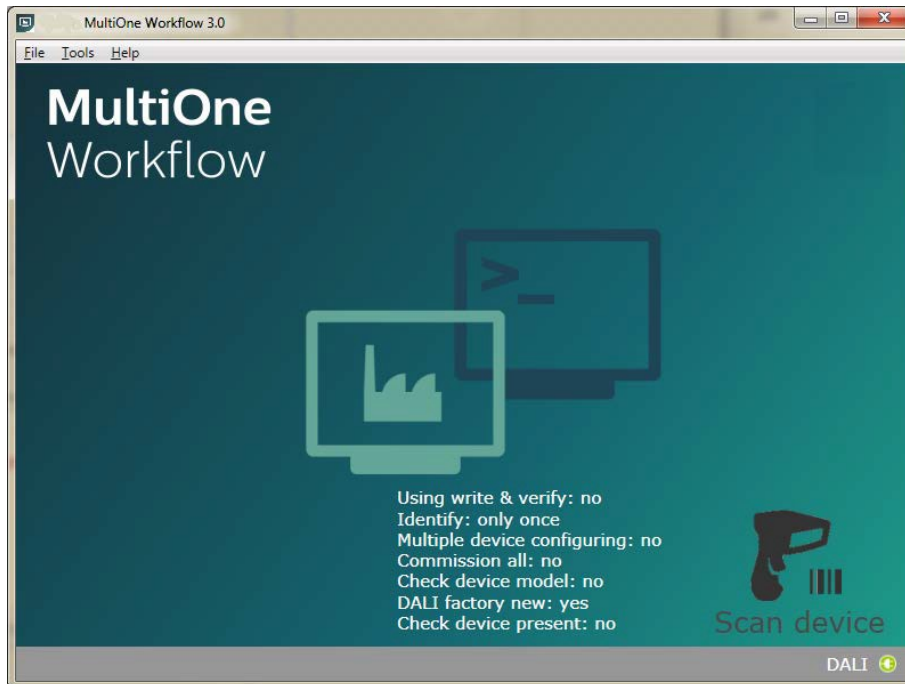 MultiOne Workflow 3.0
File Tools Help
MultiOne
Workflow
>_
Using write & verify: no
Identify: only once
Multiple device configuring: no
Commission all: no
Check device model: no
DALI factory new: yes
Check device present: no
Scan device
DALI